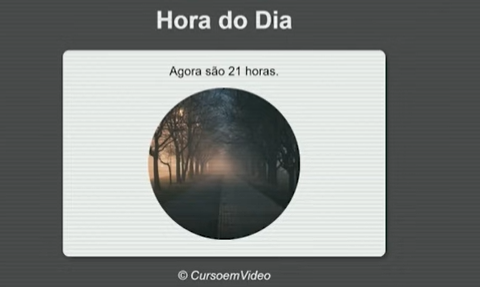 Hora do Dia
Agora são 21 horas.
© CursoemVideo